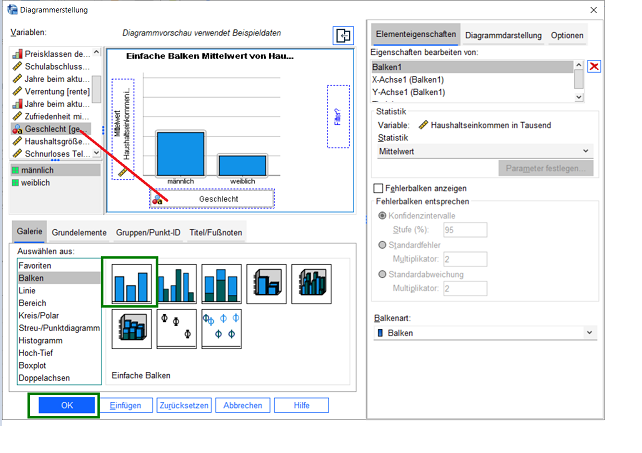 Diagrammerstellung
Variablen:
Diagrammvorschau verwendet Beispieldaten
Preisklassen de...
Schulabschluss...
Jahre beim aktu...
Verrentung [rente]
Jahre beim aktu...
Zufriedenheit mi...
Geschlecht [ge...
Haushaltsgröße...
Schnurloses Tel...
männlich
weiblich
Einfache Balken Mittelwert von Hau...
Mittelwert
Haushaltseinkommen i...
Filter?
männlich
weiblich
Geschlecht
Galerie
Grundelemente
Gruppen/Punkt-ID
Titel/Fußnoten
Auswählen aus:
Favoriten
Balken
Linie
Bereich
Kreis/Polar
Streu-/Punktdiagramm
Histogramm
Hoch-Tief
Boxplot
Doppelachsen
Einfache Balken
OK
Einfügen
Zurücksetzen
Abbrechen
Hilfe
Elementeigenschaften
Diagrammdarstellung
Optionen
Eigenschaften bearbeiten von:
Balken1
X-Achse1 (Balken1)
Y-Achse1 (Balken1)
Statistik
Variable: Haushaltseinkommen in Tausend
Statistik
Mittelwert
Parameter festlegen...
Fehlerbalken anzeigen
Fehlerbalken entsprechen
Konfidenzintervalle
Stufe (%): 95
Standardfehler
Multiplikator: 2
Standardabweichung
Multiplikator: 2
Balkenart:
Balken